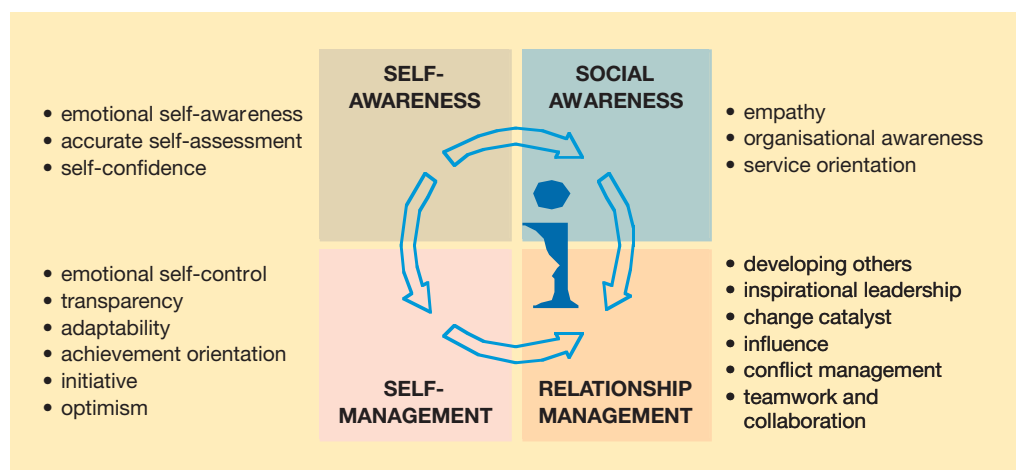 SELF-
AWARENESS
SOCIAL
AWARENESS
• emotional self-awareness
• accurate self-assessment
• self-confidence
• empathy
• organisational awareness
• service orientation
• emotional self-control
• transparency
• adaptability
• achievement orientation
• initiative
• optimism
• developing others
• inspirational leadership
• change catalyst
• influence
• conflict management
• teamwork and
collaboration
SELF-
MANAGEMENT
RELATIONSHIP
MANAGEMENT
i